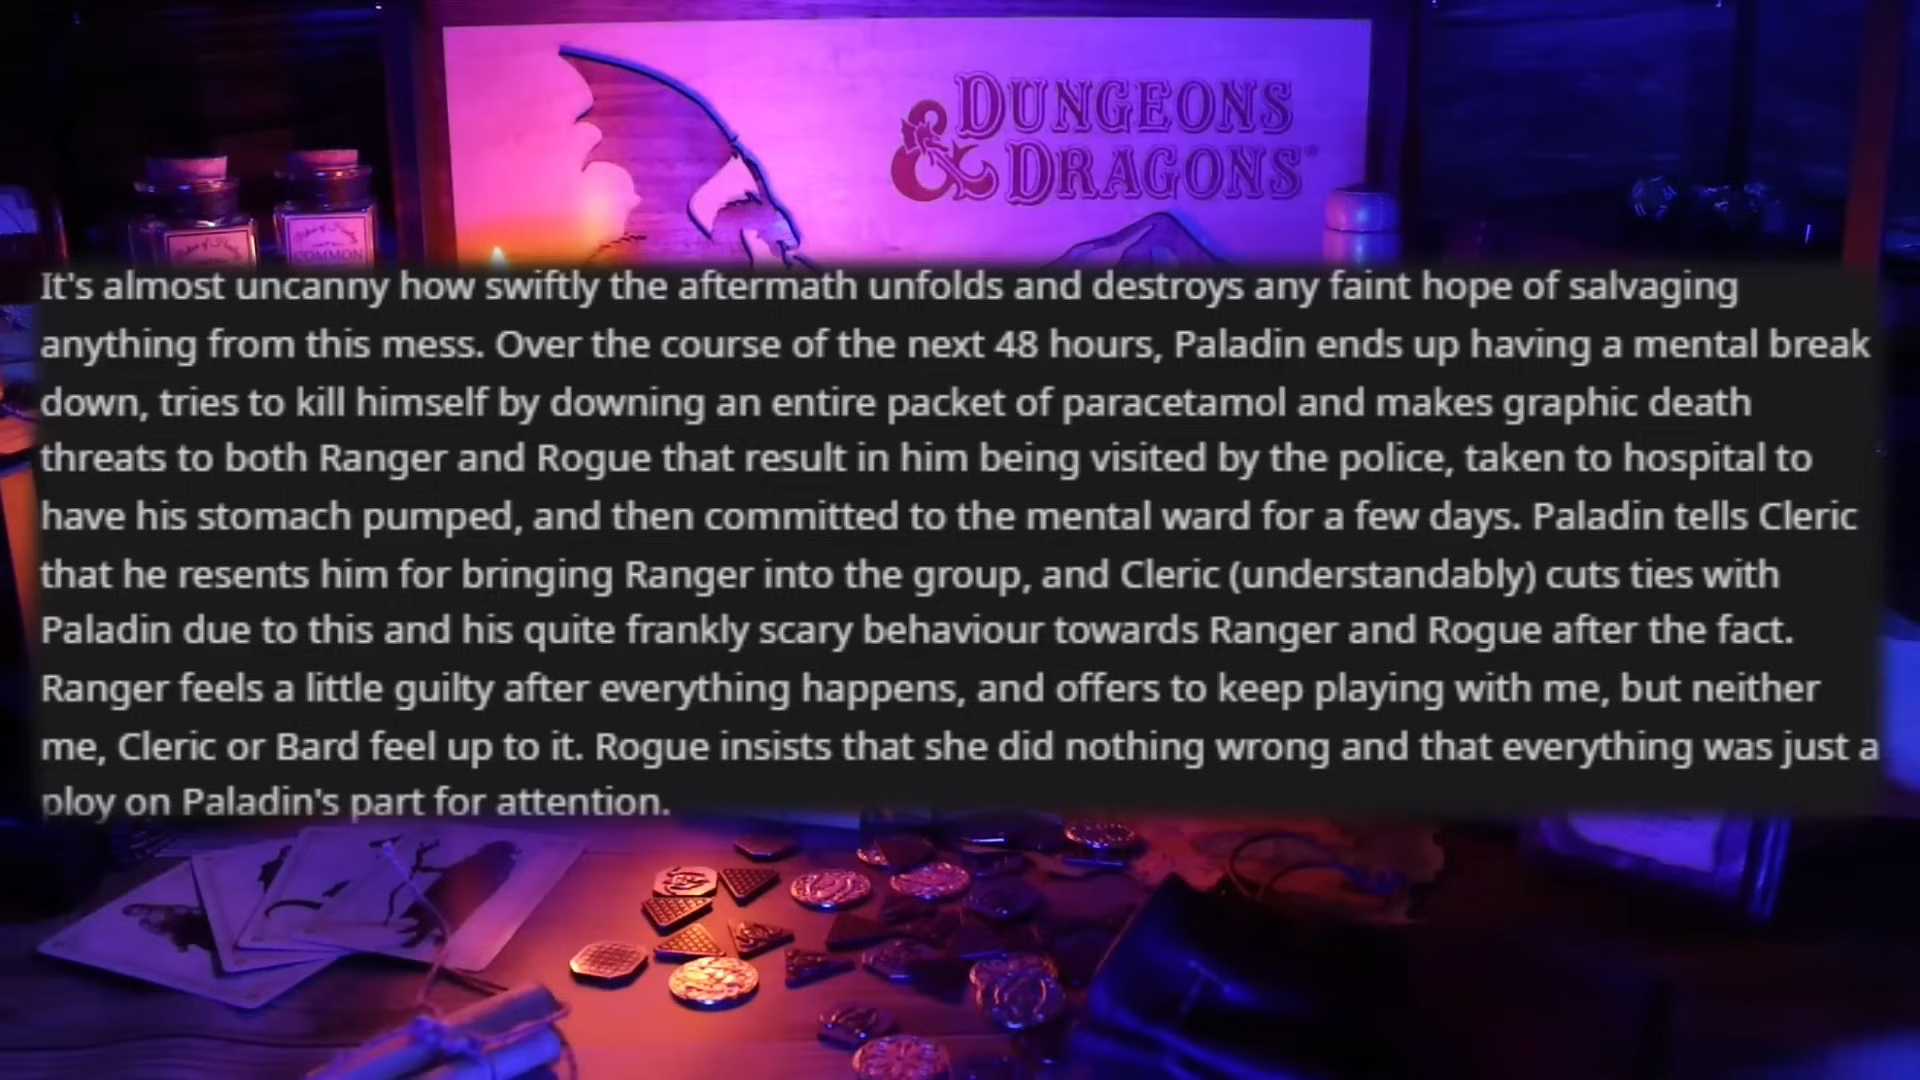 DUNGEONS
& DRAGONS
COMMON
It's almost uncanny how swiftly the aftermath unfolds and destroys any faint hope of salvaging
anything from this mess. Over the course of the next 48 hours, Paladin ends up having a mental break
down, tries to kill himself by downing an entire packet of paracetamol and makes graphic death
threats to both Ranger and Rogue that result in him being visited by the police, taken to hospital to
have his stomach pumped, and then committed to the mental ward for a few days. Paladin tells Cleric
that he resents him for bringing Ranger into the group, and Cleric (understandably) cuts ties with
Paladin due to this and his quite frankly scary behaviour towards Ranger and Rogue after the fact.
Ranger feels a little guilty after everything happens, and offers to keep playing with me, but neither
me, Cleric or Bard feel up to it. Rogue insists that she did nothing wrong and that everything was just a
ploy on Paladin's part for attention.